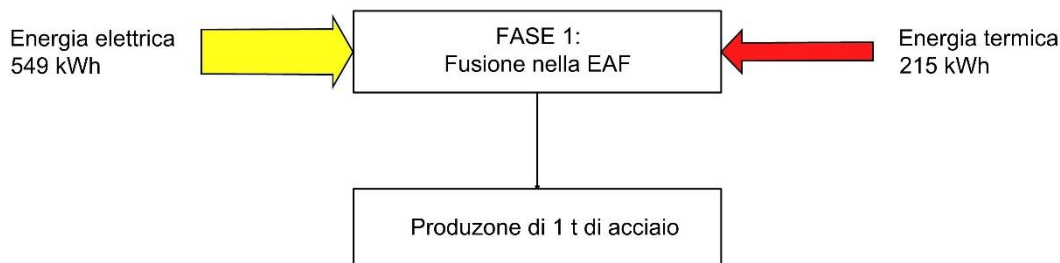 Energia elettrica
549 kWh
FASE 1:
Fusione nella EAF
Energia termica
215 kWh
Produzone di 1 t di acciaio